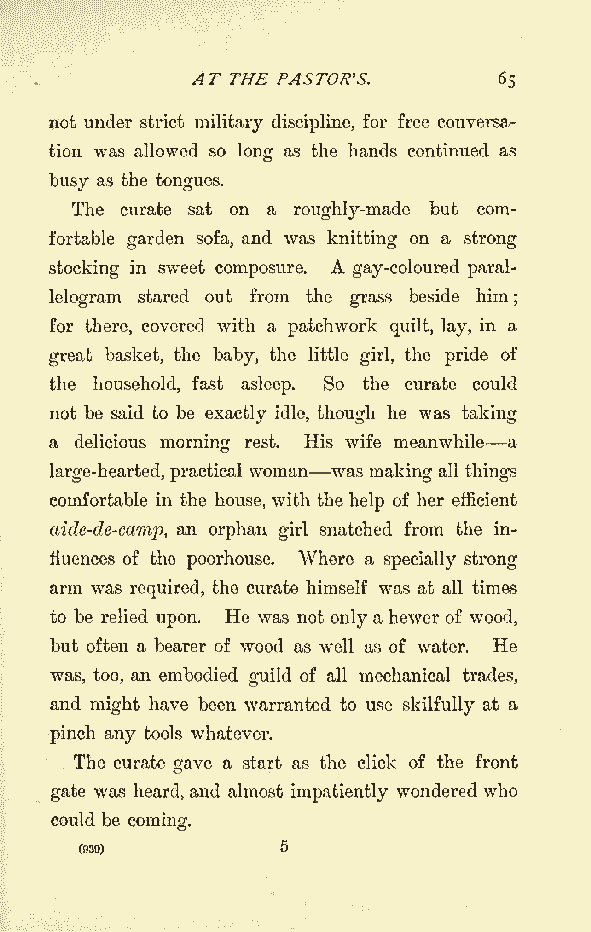 AT THE PASTOR'S. 65
not under strict military discipline, for free conversa-
tion was allowed so long as the hands continued as
busy as the tongues.
The curate sat on a roughly-made but com-
fortable garden sofa, and was knitting on a strong
stocking in sweet composure. A gay-coloured paral-
lelogram stared out from the grass beside him;
for there, covered with a patchwork quilt, lay, in a
great basket, the baby, the little girl, the pride of
the household, fast asleep. So the curate could
not be said to be exactly idle, though he was taking
a delicious morning rest. His wife meanwhile—a
large-hearted, practical woman—was making all things
comfortable in the house, with the help of her efficient
aide-de-camp, an orphan girl snatched from the in-
fluences of the poorhouse. Where a specially strong
arm was required, the curate himself was at all times
to be relied upon. He was not only a hewer of wood,
but often a bearer of wood as well as of water. He
was, too, an embodied guild of all mechanical trades,
and might have been warranted to use skilfully at a
pinch any tools whatever.
The curate gave a start as the click of the front
gate was heard, and almost impatiently wondered who
could be coming.
(939) 5